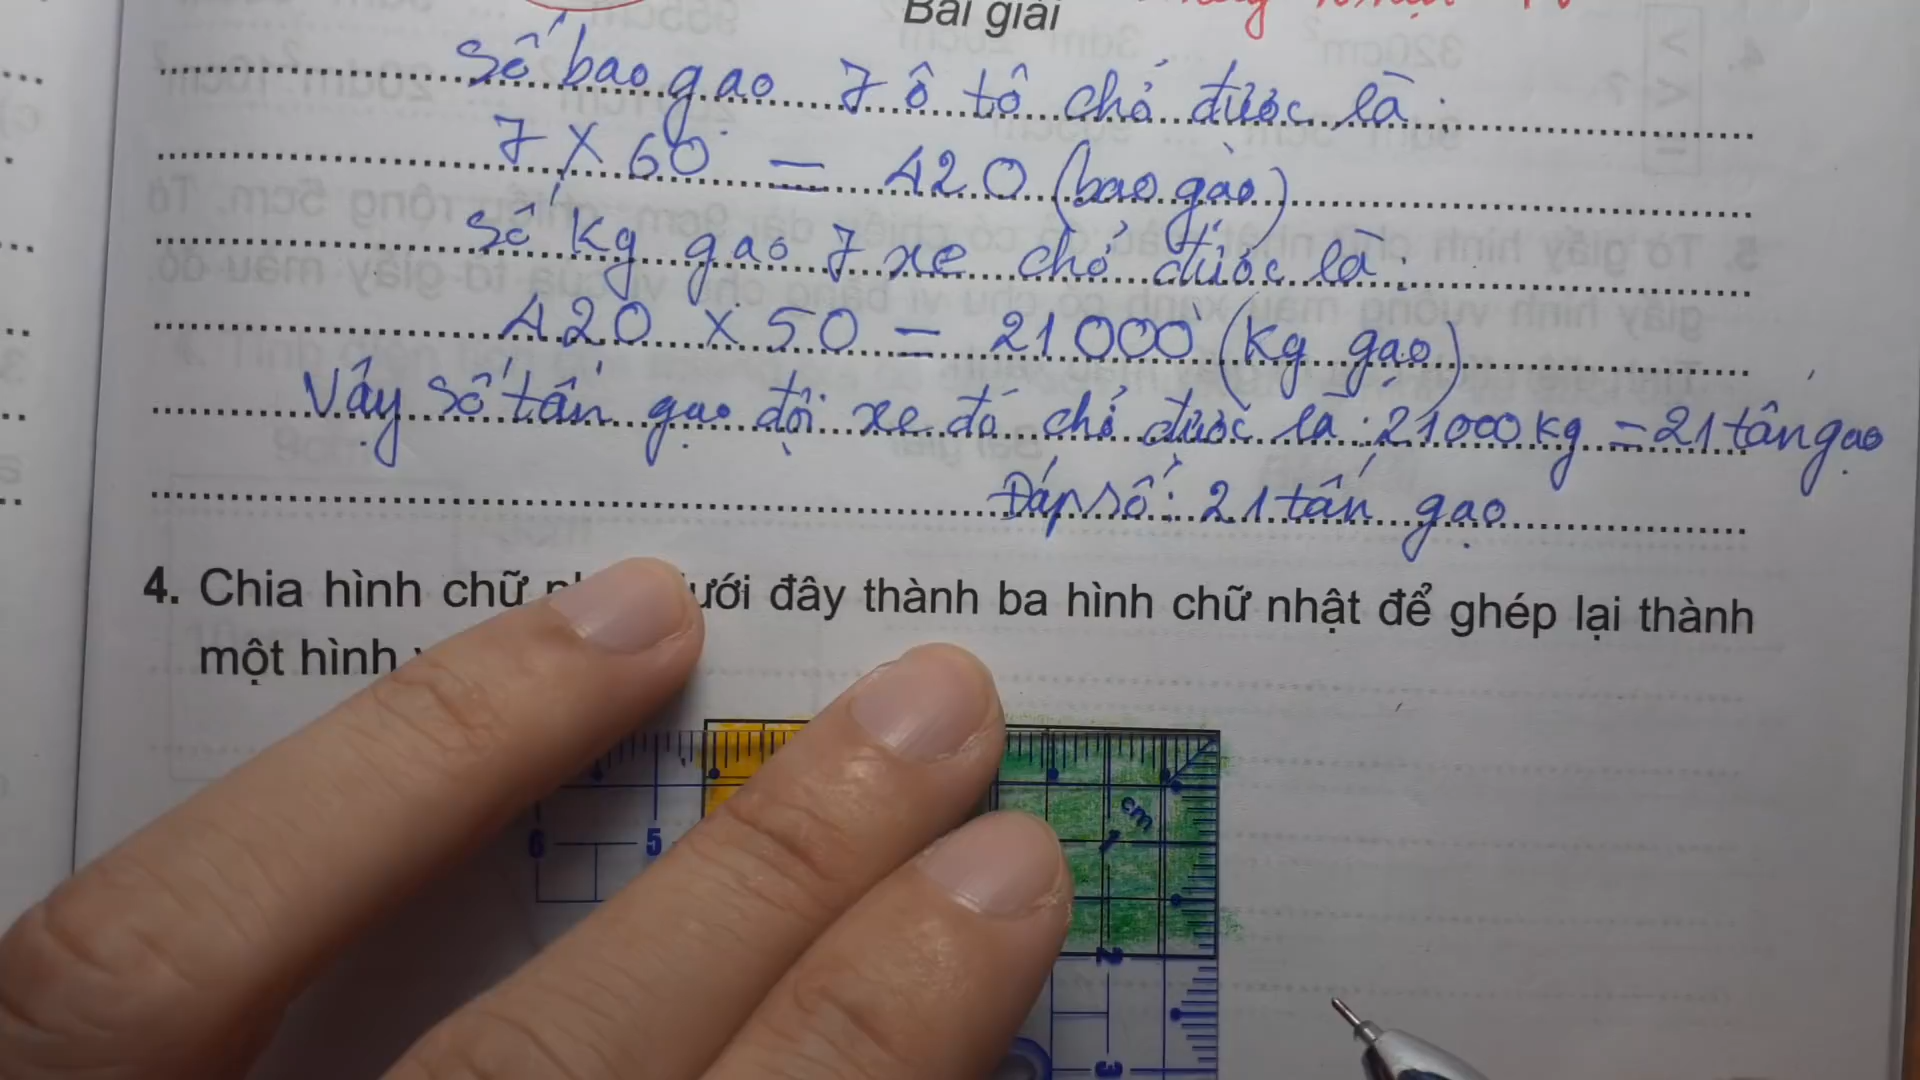 Bài giải
Số bao gạo 7 ô tô chở được là:
7 × 60 = 420 (bao gạo)
Số kg gạo 7 xe chở được là:
420 × 50 = 21000 (kg gạo)
Vậy số tấn gạo đội xe đó chở được là: 21000kg = 21 tấn gạo
Đáp số: 21 tấn gạo
4. Chia hình chữ dưới đây thành ba hình chữ nhật để ghép lại thành
một hình
cm
6 5 1
2
3